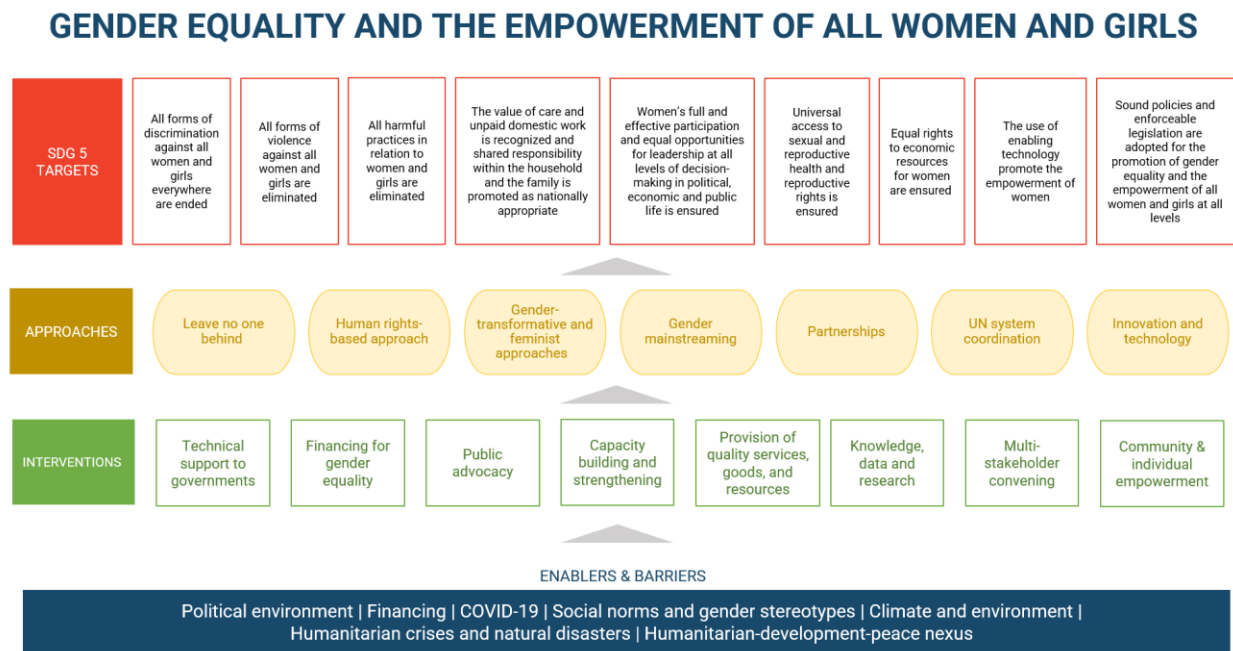 GENDER EQUALITY AND THE EMPOWERMENT OF ALL WOMEN AND GIRLS
SDG 5
TARGETS
All forms of
discrimination
against all
women and
girls
everywhere
are ended
All forms of
violence
against all
women and
girls are
eliminated
All harmful
practices in
relation to
women and
girls are
eliminated
The value of care and
unpaid domestic work
is recognized and
shared responsibility
within the household
and the family is
promoted as nationally
appropriate
Women's full and
effective participation
and equal opportunities
for leadership at all
levels of decision-
making in political,
economic and public
life is ensured
Universal
access to
sexual and
reproductive
health and
reproductive
rights is
ensured
Equal rights
to economic
resources
for women
are ensured
The use of
enabling
technology
promote the
empowerment of
women
Sound policies and
enforceable
legislation are
adopted for the
promotion of gender
equality and the
empowerment of all
women and girls at all
levels
APPROACHES
Leave no one
behind
Human rights-
based approach
Gender-
transformative and
feminist
approaches
Gender
mainstreaming
Partnerships
UN system
coordination
Innovation and
technology
INTERVENTIONS
Technical
support to
governments
Financing for
gender
equality
Public
advocacy
Capacity
building and
strengthening
Provision of
quality services,
goods, and
resources
Knowledge,
data and
research
Multi-
stakeholder
convening
Community &
individual
empowerment
ENABLERS & BARRIERS
Political environment | Financing | COVID-19 | Social norms and gender stereotypes | Climate and environment |
Humanitarian crises and natural disasters | Humanitarian-development-peace nexus